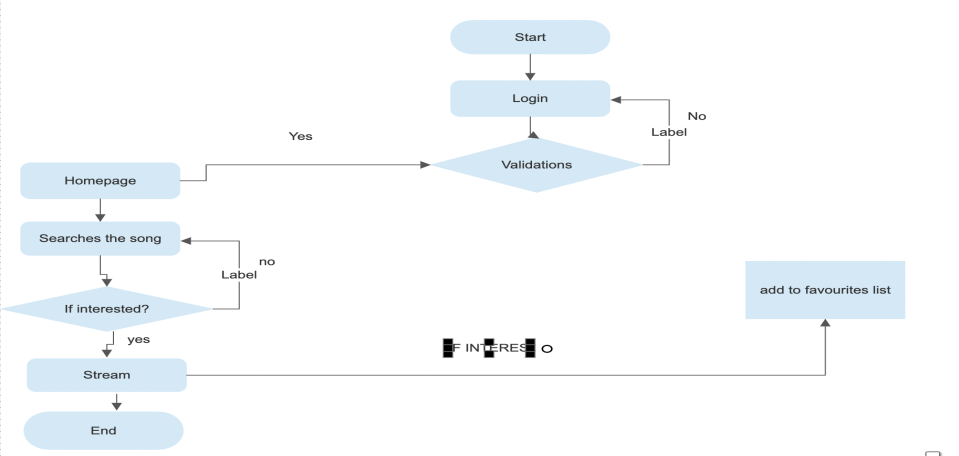 Start
Login
No
Label
Yes
Validations
Homepage
Searches the song
no
Label
If interested?
add to favourites list
yes
Stream
End